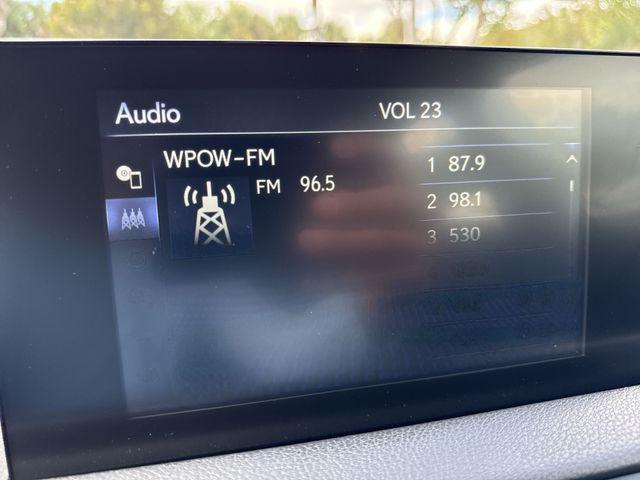 Audio
VOL 23
WPOW-FM
FM 96.5
1 87.9
2 98.1
3 530